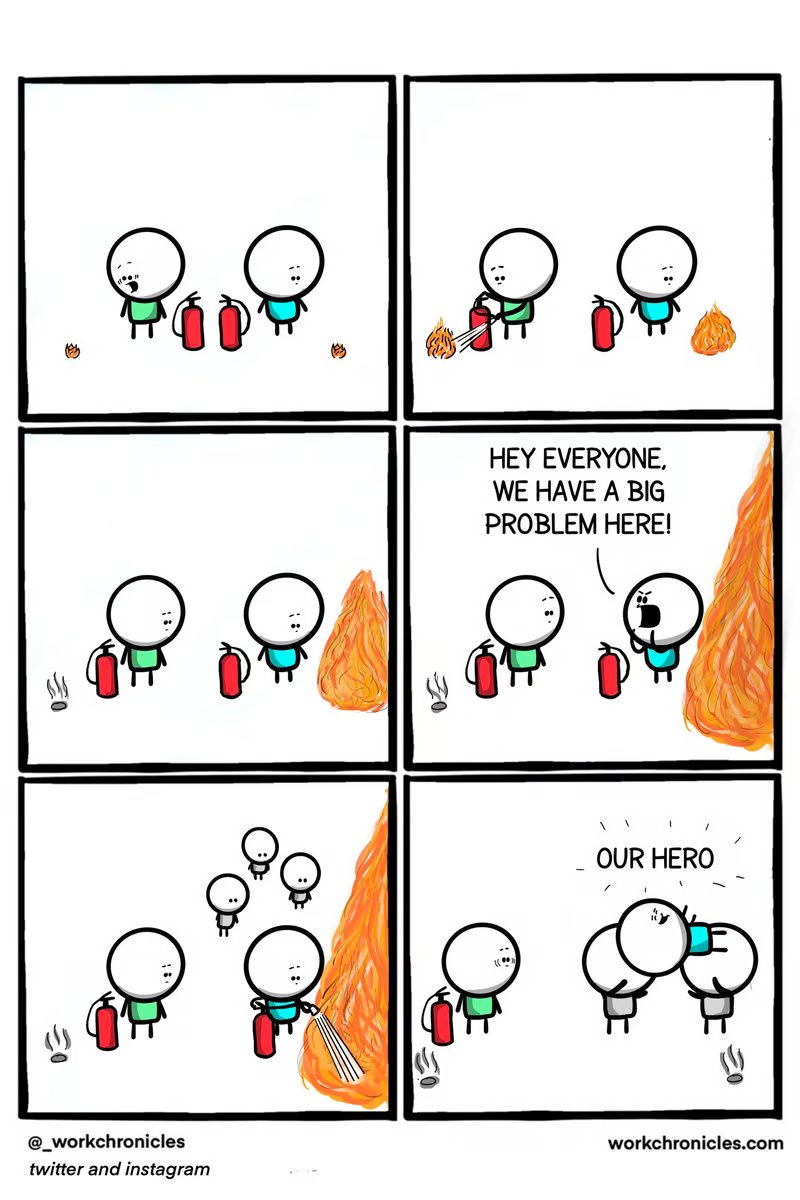 HEY EVERYONE,
WE HAVE A BIG
PROBLEM HERE!
OUR HERO
@_workchronicles
workchronicles.com
twitter and instagram